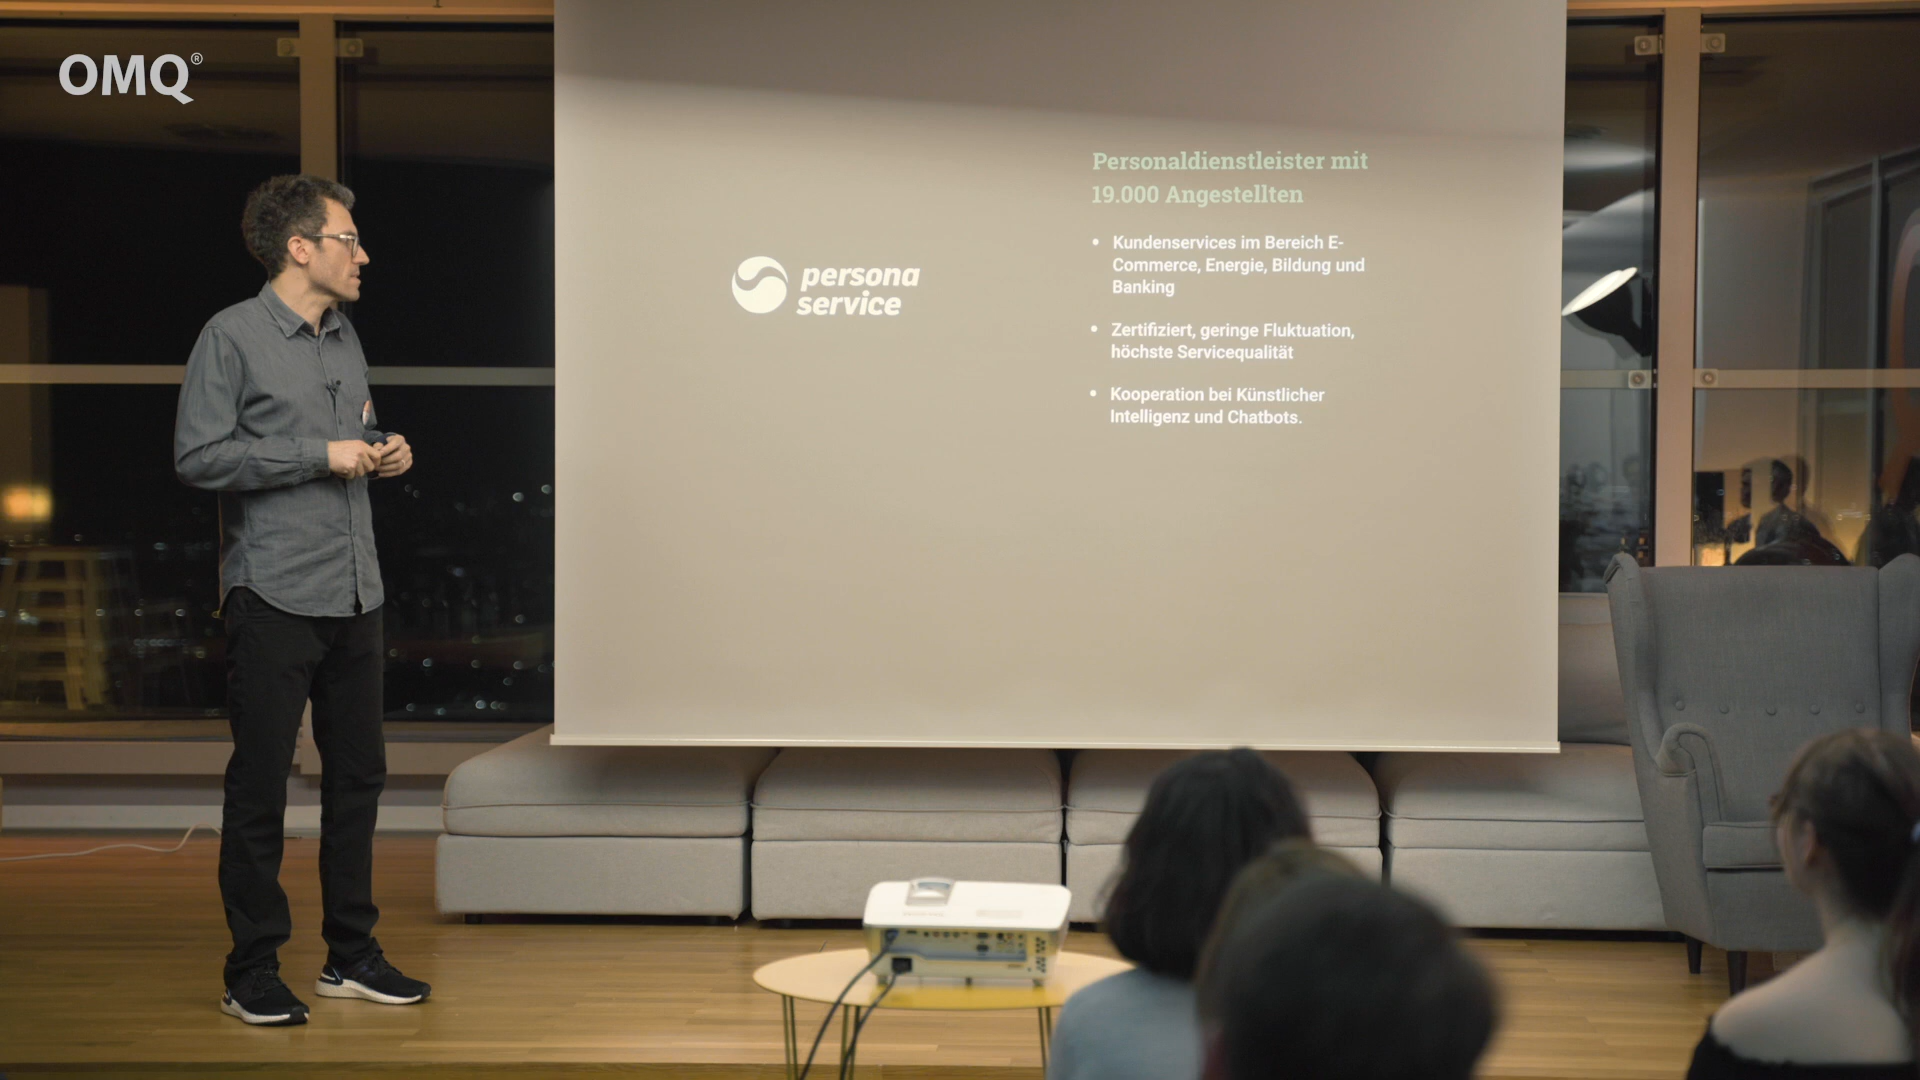 OMQ®
persona
service
Personaldienstleister mit
19.000 Angestellten
• Kundenservices im Bereich E-
Commerce, Energie, Bildung und
Banking
• Zertifiziert, geringe Fluktuation,
höchste Servicequalität
• Kooperation bei Künstlicher
Intelligenz und Chatbots.